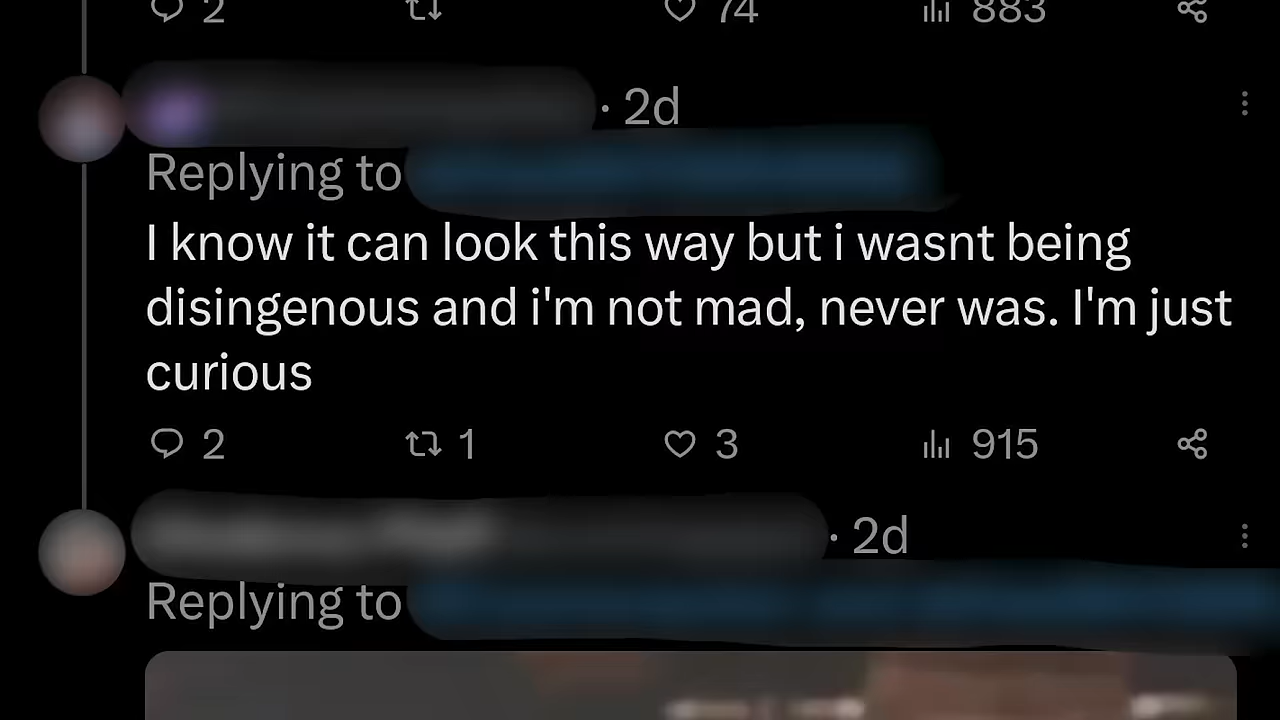 2 74 883
· 2d
Replying to
I know it can look this way but i wasnt being
disingenous and i'm not mad, never was. I'm just
curious
2 1 3 915
· 2d
Replying to